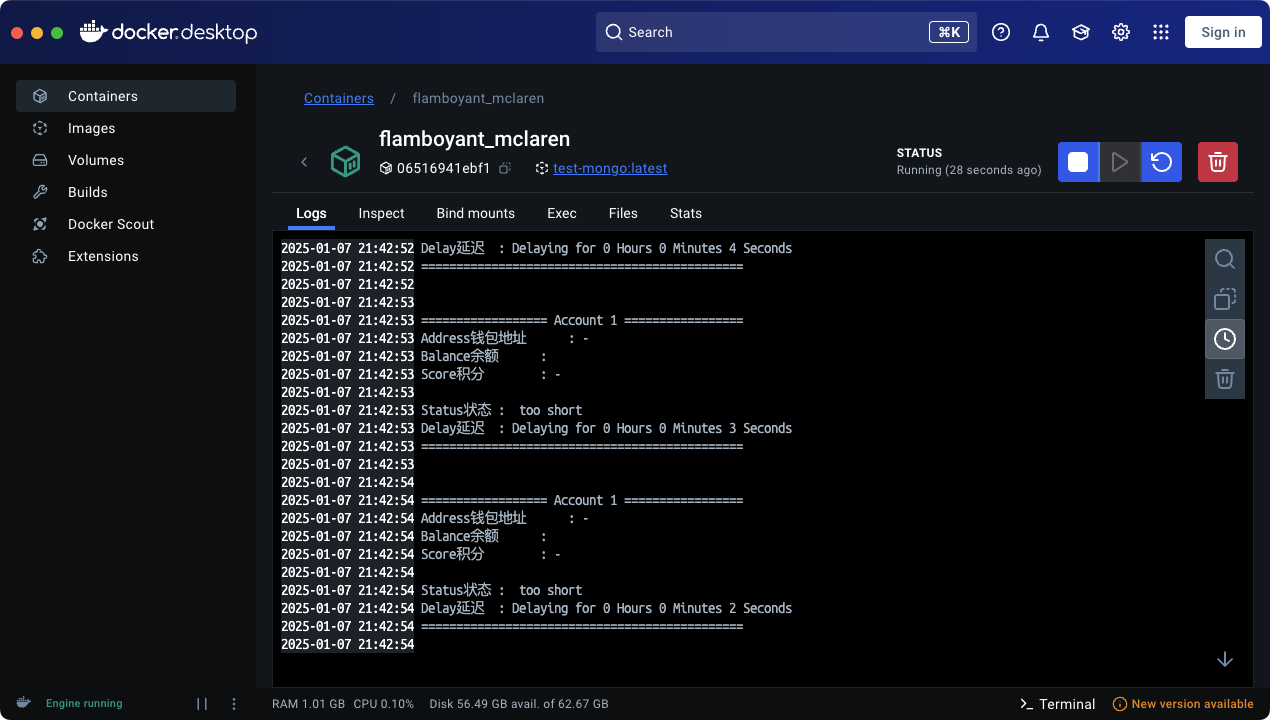 docker.desktop
Search
⌘K
Sign in
Containers
Images
Volumes
Builds
Docker Scout
Extensions
Containers / flamboyant_mclaren
flamboyant_mclaren
06516941ebf1
test-mongo:latest
STATUS
Running (28 seconds ago)
Logs
Inspect
Bind mounts
Exec
Files
Stats
2025-01-07 21:42:52 Delay延迟  : Delaying for 0 Hours 0 Minutes 4 Seconds
2025-01-07 21:42:52 ==============================================
2025-01-07 21:42:52
2025-01-07 21:42:53
2025-01-07 21:42:53 ================== Account 1 =================
2025-01-07 21:42:53 Address钱包地址      : -
2025-01-07 21:42:53 Balance余额      :
2025-01-07 21:42:53 Score积分        : -
2025-01-07 21:42:53
2025-01-07 21:42:53 Status状态 :  too short
2025-01-07 21:42:53 Delay延迟  : Delaying for 0 Hours 0 Minutes 3 Seconds
2025-01-07 21:42:53 ==============================================
2025-01-07 21:42:53
2025-01-07 21:42:54
2025-01-07 21:42:54 ================== Account 1 =================
2025-01-07 21:42:54 Address钱包地址      : -
2025-01-07 21:42:54 Balance余额      :
2025-01-07 21:42:54 Score积分        : -
2025-01-07 21:42:54
2025-01-07 21:42:54 Status状态 :  too short
2025-01-07 21:42:54 Delay延迟  : Delaying for 0 Hours 0 Minutes 2 Seconds
2025-01-07 21:42:54 ==============================================
2025-01-07 21:42:54
Engine running
RAM 1.01 GB  CPU 0.10%  Disk 56.49 GB avail. of 62.67 GB
Terminal
New version available